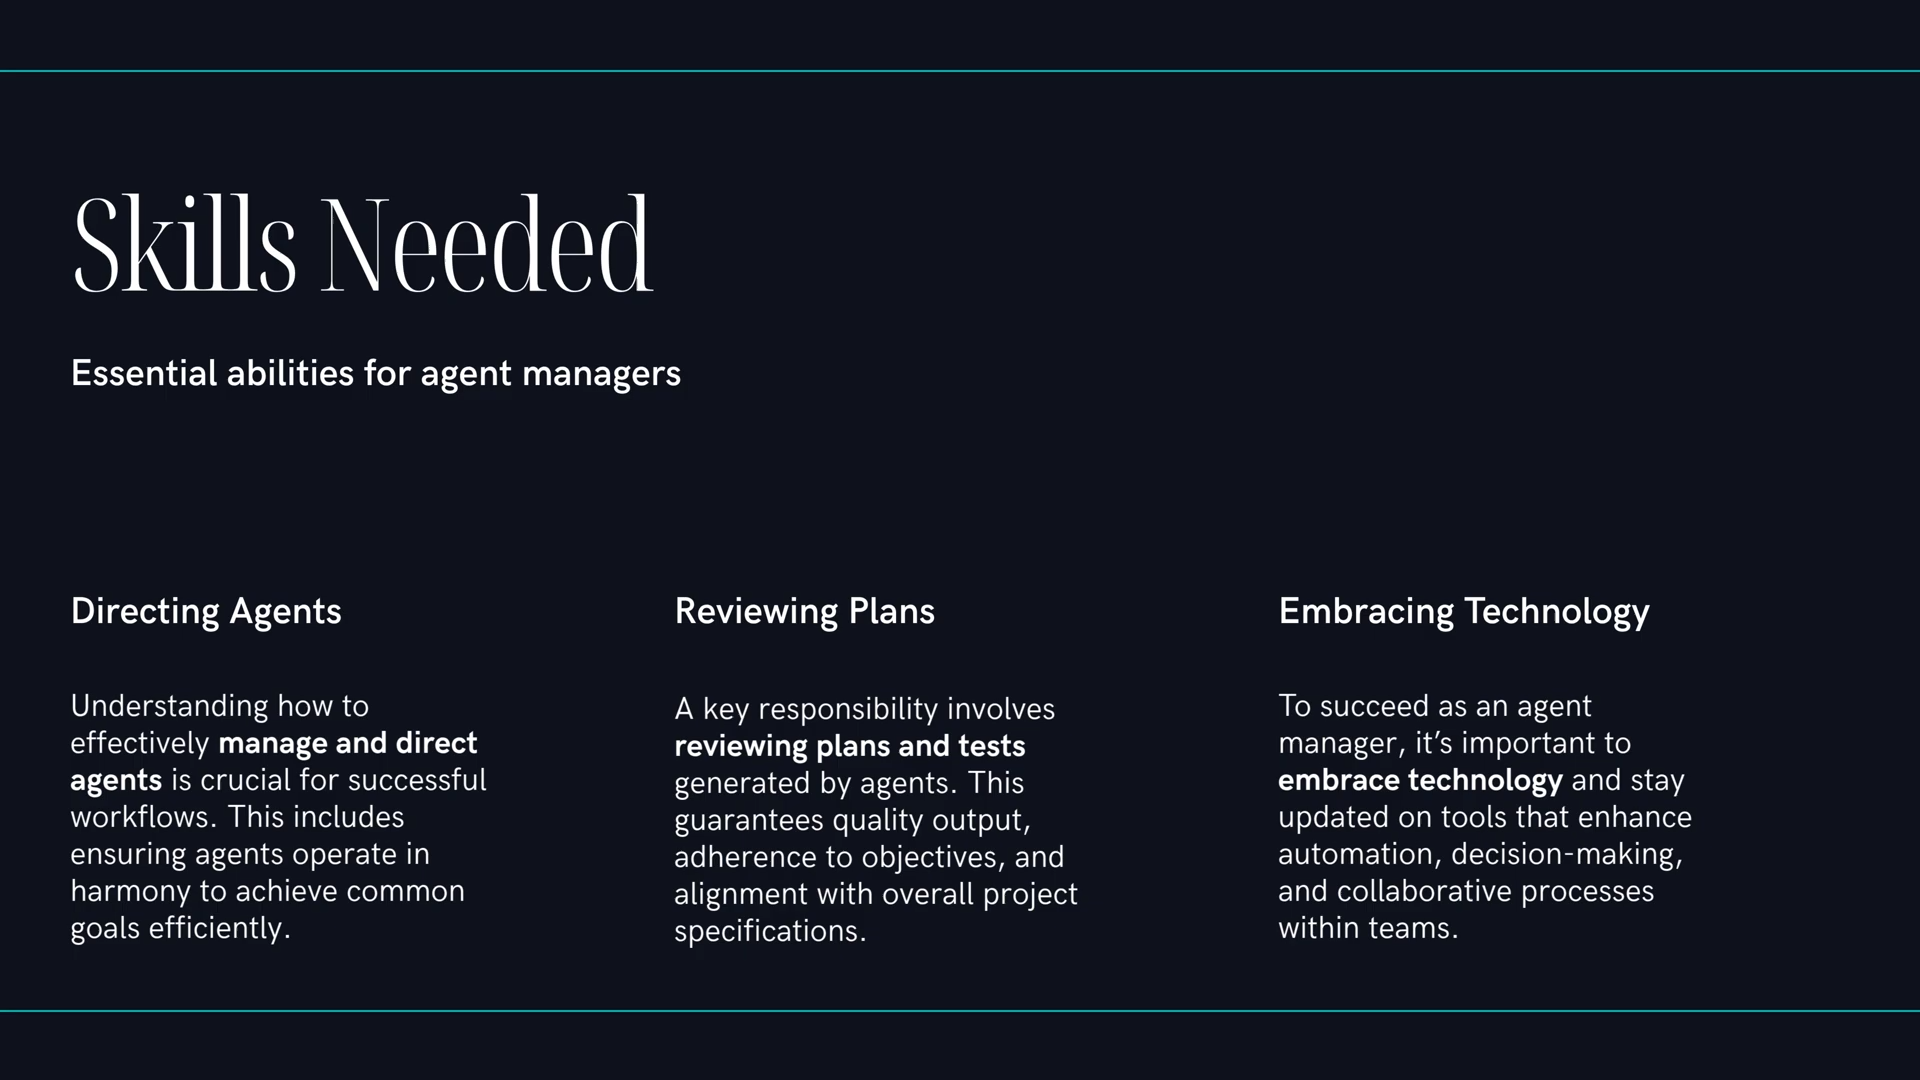 Skills Needed
Essential abilities for agent managers
Directing Agents
Understanding how to
effectively manage and direct
agents is crucial for successful
workflows. This includes
ensuring agents operate in
harmony to achieve common
goals efficiently.
Reviewing Plans
A key responsibility involves
reviewing plans and tests
generated by agents. This
guarantees quality output,
adherence to objectives, and
alignment with overall project
specifications.
Embracing Technology
To succeed as an agent
manager, it’s important to
embrace technology and stay
updated on tools that enhance
automation, decision-making,
and collaborative processes
within teams.